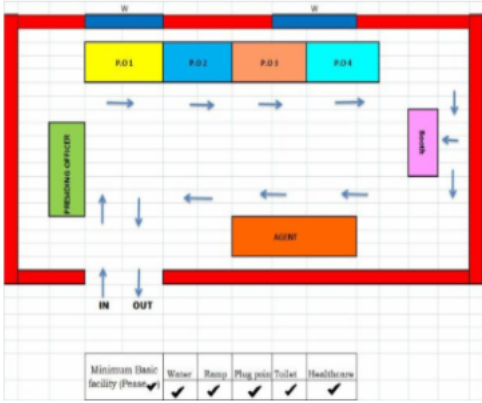 W W
P.O 1 P.O 2 P.O 3 P.O 4
PRESIDING OFFICER
Booth
AGENT
IN OUT
Minimum Basic Water Ramp Plug poin Toilet Healthcare
facility (Pease ✓)
✓ ✓ ✓ ✓ ✓